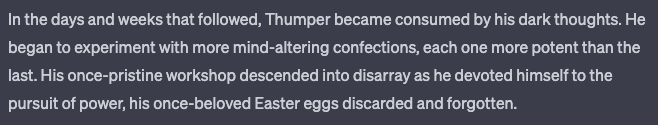 In the days and weeks that followed, Thumper became consumed by his dark thoughts. He
began to experiment with more mind-altering confections, each one more potent than the
last. His once-pristine workshop descended into disarray as he devoted himself to the
pursuit of power, his once-beloved Easter eggs discarded and forgotten.